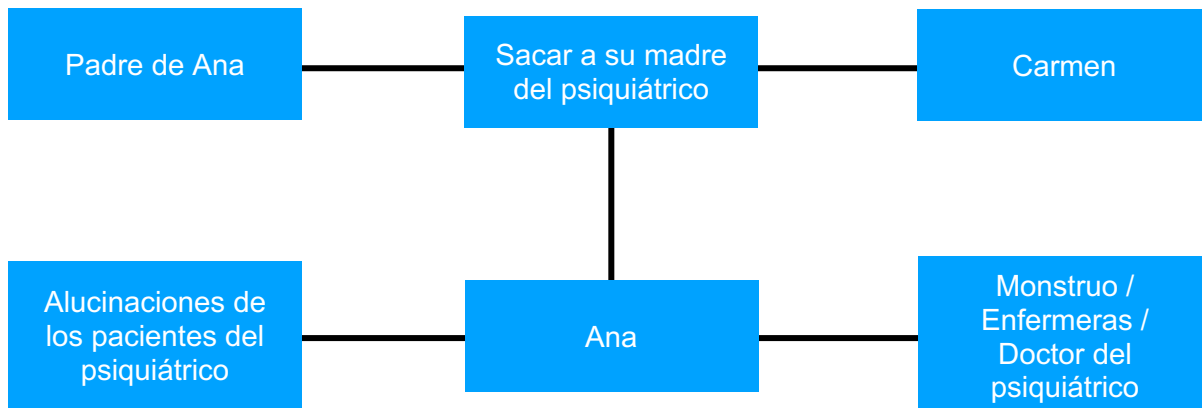 Padre de Ana
Sacar a su madre
del psiquiátrico
Carmen
Alucinaciones de
los pacientes del
psiquiátrico
Ana
Monstruo /
Enfermeras /
Doctor del
psiquiátrico